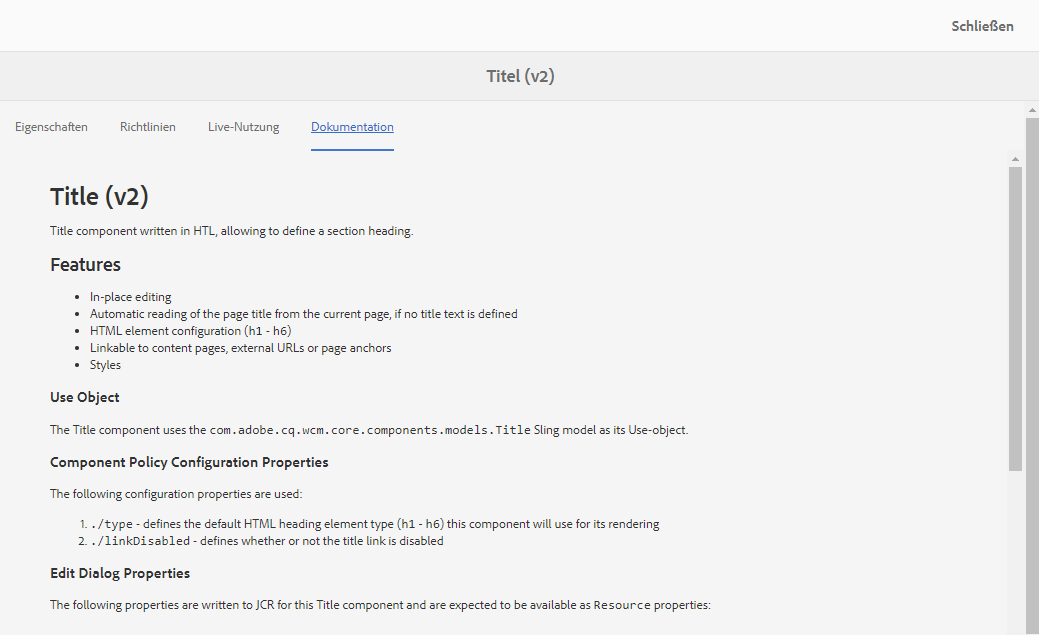 Schließen
Titel (v2)
Eigenschaften Richtlinien Live-Nutzung Dokumentation
Title (v2)
Title component written in HTL, allowing to define a section heading.
Features
• In-place editing
• Automatic reading of the page title from the current page, if no title text is defined
• HTML element configuration (h1 - h6)
• Linkable to content pages, external URLs or page anchors
• Styles
Use Object
The Title component uses the com.adobe.cq.wcm.core.components.models.Title Sling model as its Use-object.
Component Policy Configuration Properties
The following configuration properties are used:
1. ./type - defines the default HTML heading element type (h1 - h6) this component will use for its rendering
2. ./linkDisabled - defines whether or not the title link is disabled
Edit Dialog Properties
The following properties are written to JCR for this Title component and are expected to be available as Resource properties: